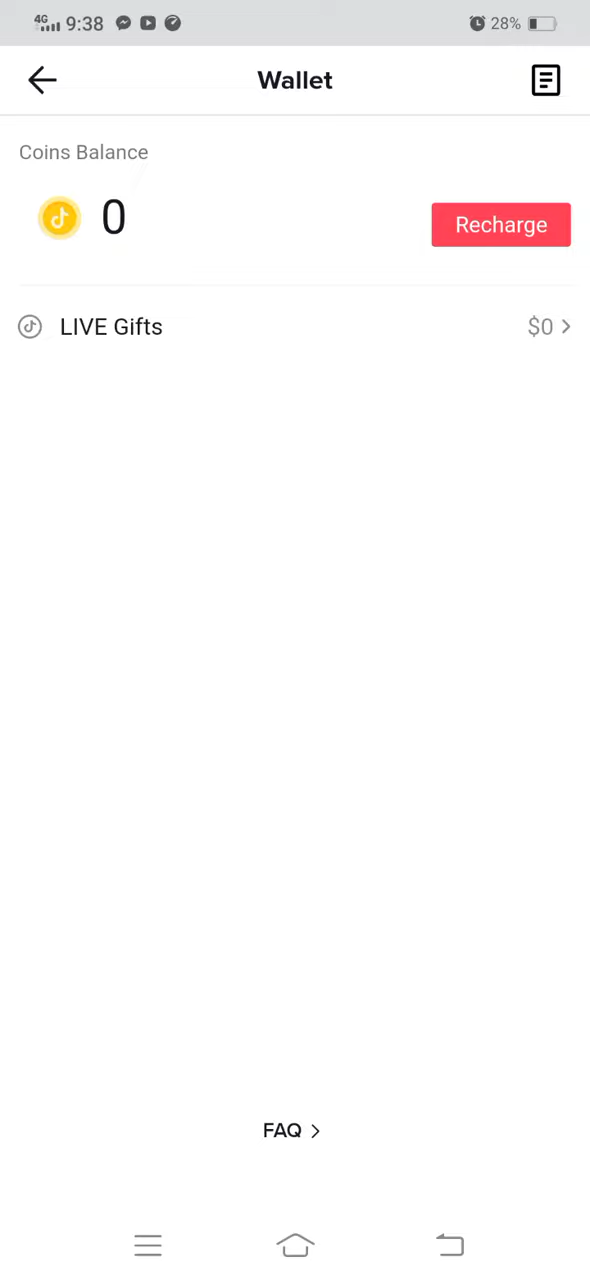 4G 9:38 28%
Wallet
Coins Balance
0
Recharge
LIVE Gifts $0
FAQ